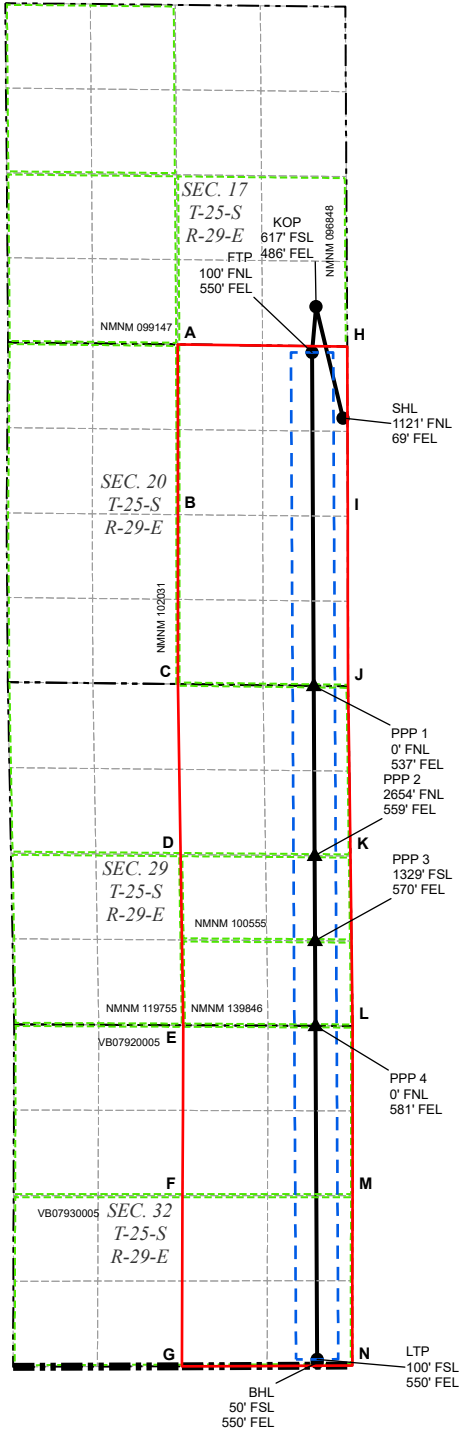 SEC. 17
T-25-S
R-29-E
KOP
617' FSL
486' FEL
NMNM 096848
FTP
100' FNL
550' FEL
NMNM 099147
A
H
SHL
1121' FNL
69' FEL
SEC. 20
T-25-S
R-29-E
B
I
NMNM 102031
C
J
PPP 1
0' FNL
537' FEL
PPP 2
2654' FNL
559' FEL
D
K
SEC. 29
T-25-S
R-29-E
PPP 3
1329' FSL
570' FEL
NMNM 100555
NMNM 119755
NMNM 139846
L
VB07920005
E
PPP 4
0' FNL
581' FEL
F
M
VB07930005
SEC. 32
T-25-S
R-29-E
G
N
LTP
100' FSL
550' FEL
BHL
50' FSL
550' FEL